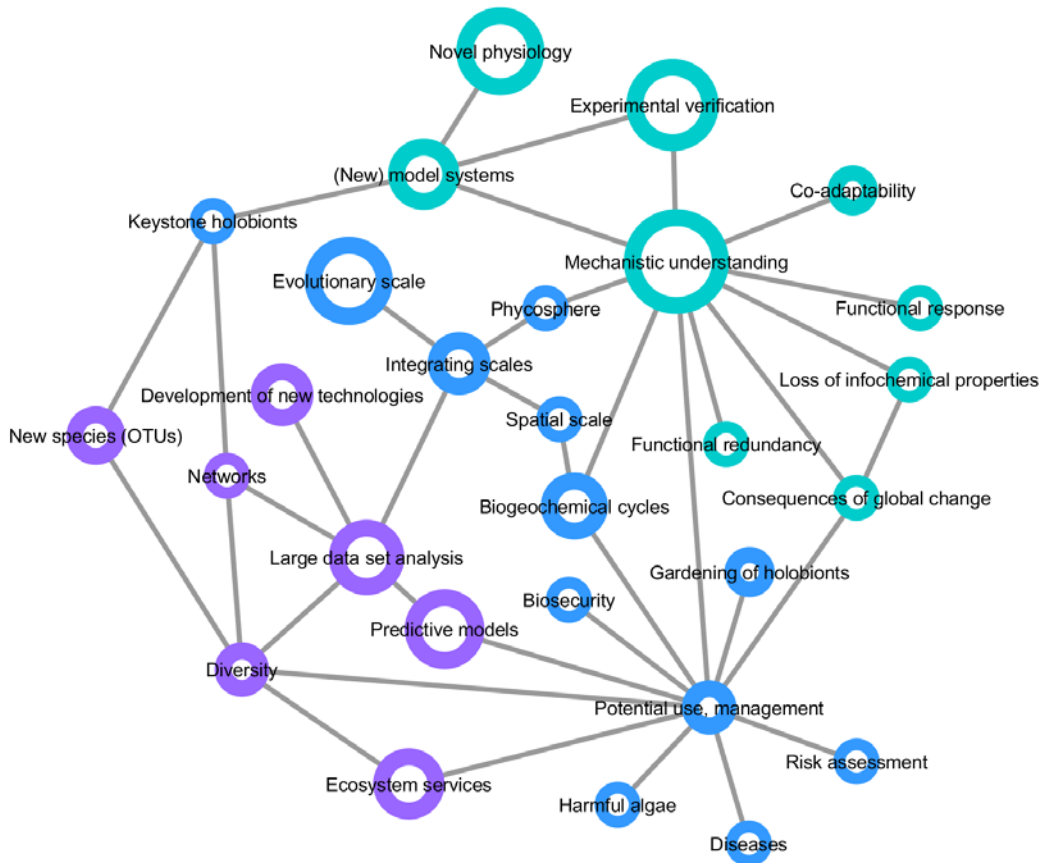 Novel physiology
Experimental verification
(New) model systems
Co-adaptability
Keystone holobionts
Mechanistic understanding
Evolutionary scale
Phycosphere
Functional response
Integrating scales
Loss of infochemical properties
Development of new technologies
Spatial scale
New species (OTUs)
Functional redundancy
Networks
Consequences of global change
Biogeochemical cycles
Large data set analysis
Gardening of holobionts
Biosecurity
Predictive models
Diversity
Potential use, management
Risk assessment
Ecosystem services
Harmful algae
Diseases